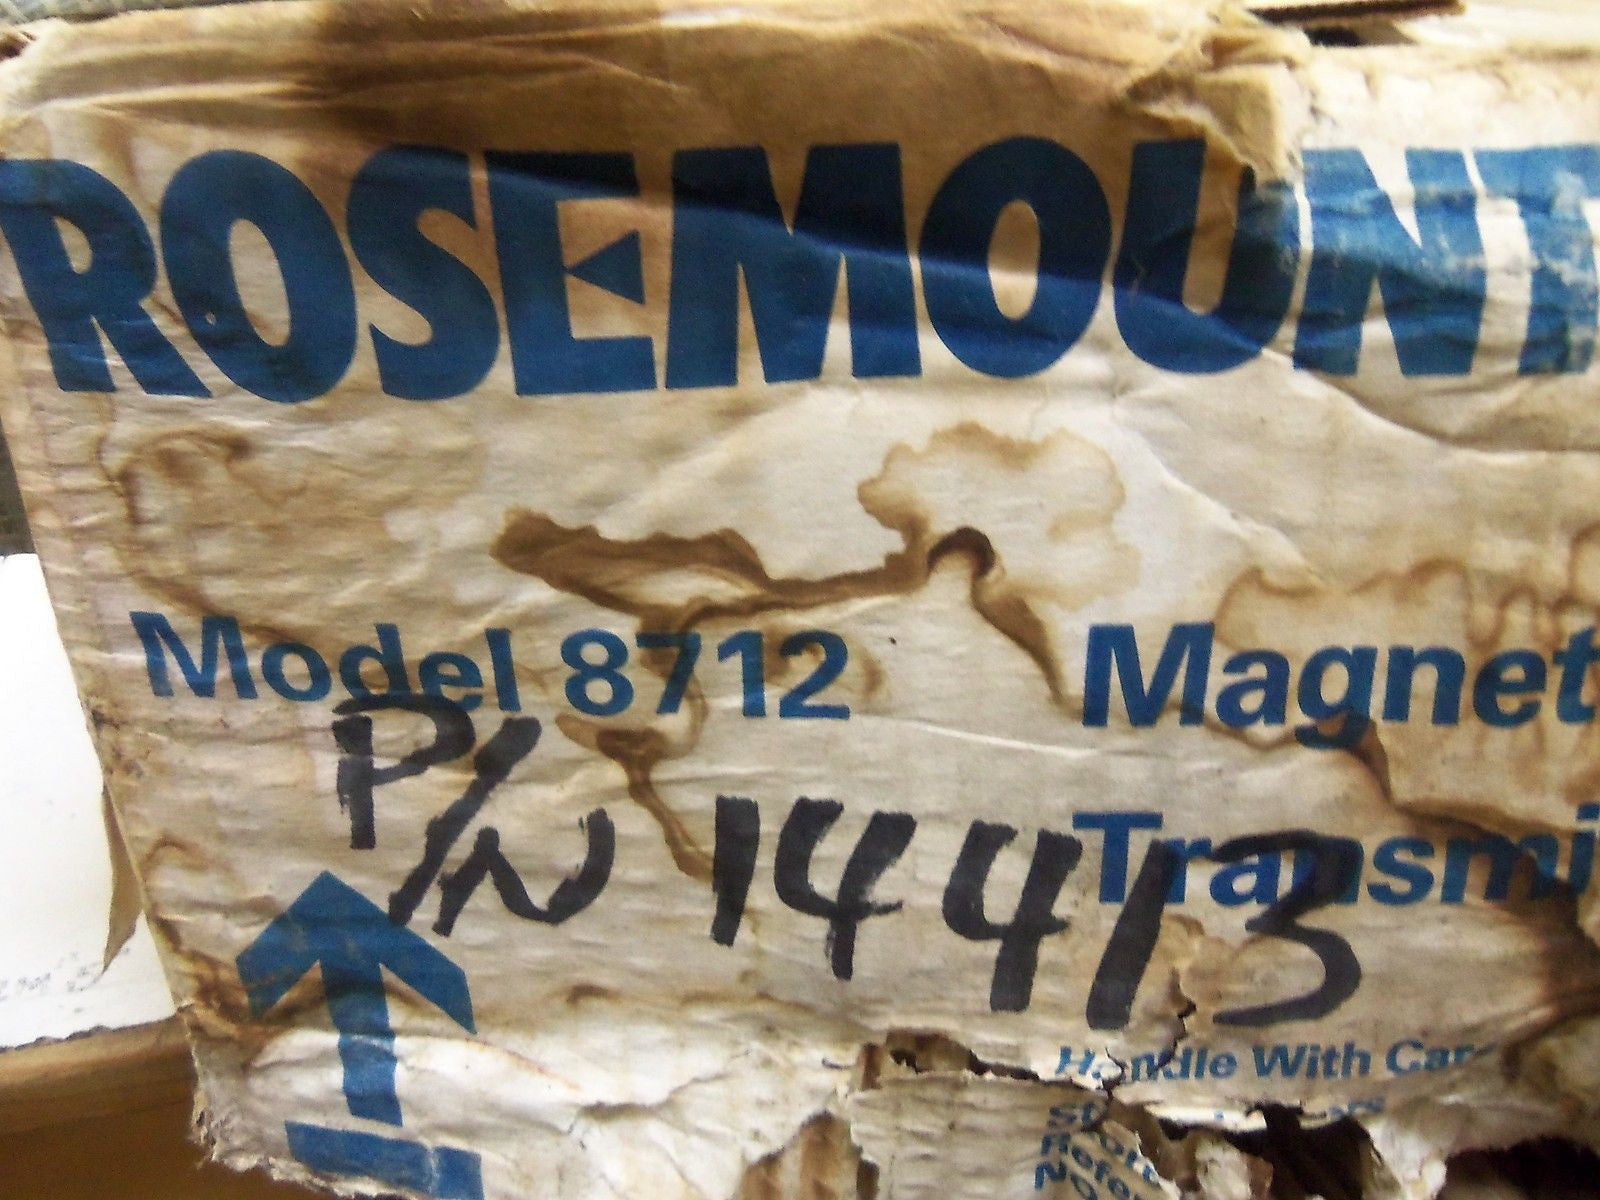 ROSEMOUNT
Model 8712 Magnet
Transmi
P/N 14413
Handle With Car